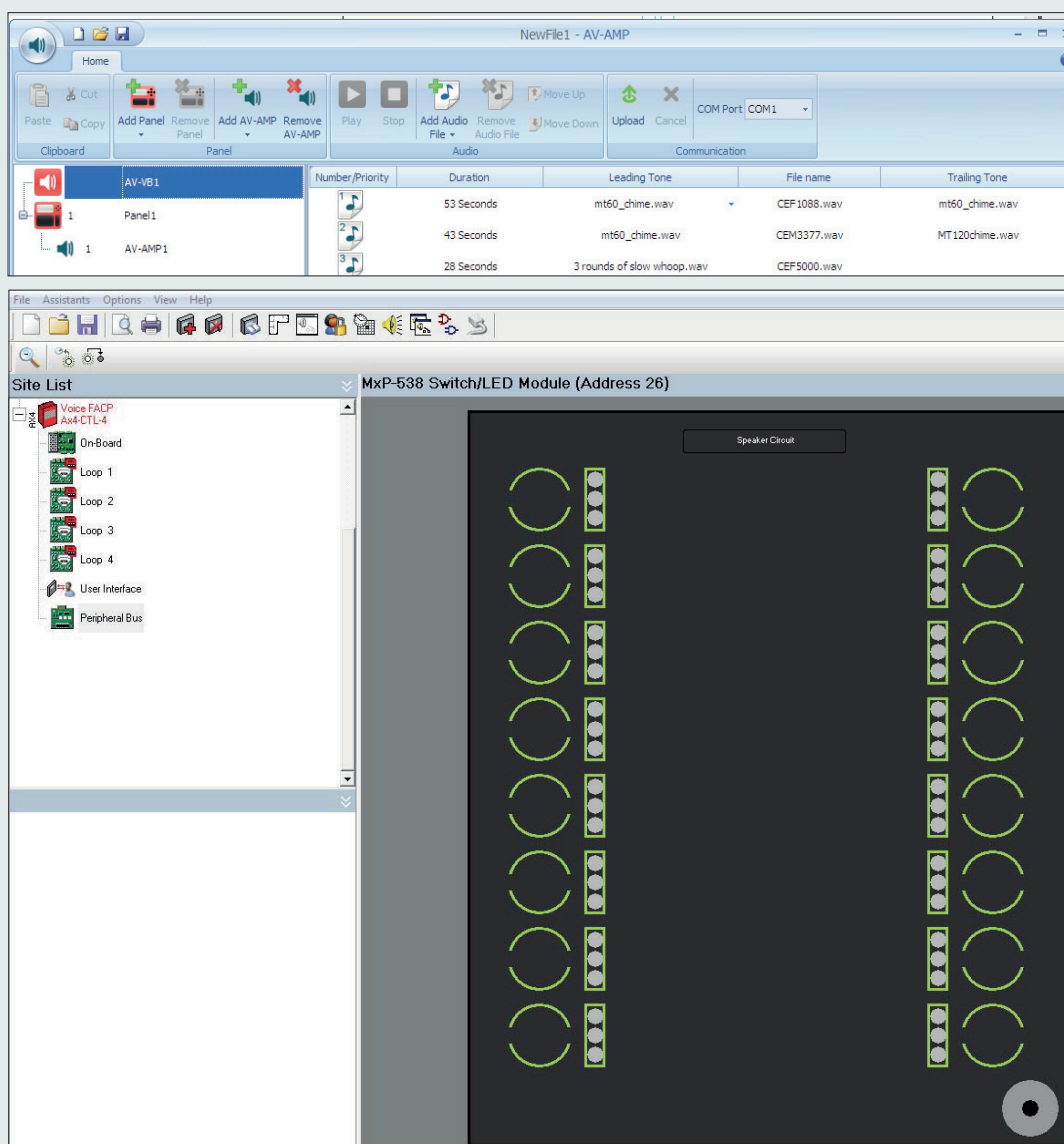 NewFile1 - AV-AMP
Home
Paste
Cut
Copy
Clipboard
Add Panel
Remove Panel
Add AV-AMP
Remove AV-AMP
Panel
Play
Stop
Add Audio File
Remove Audio File
Move Up
Move Down
Audio
Upload
Cancel
COM Port COM1
Communication
AV-VB1
1 Panel1
1 AV-AMP1
Number/Priority Duration Leading Tone File name Trailing Tone
1 53 Seconds mt60_chime.wav CEF1088.wav mt60_chime.wav
2 43 Seconds mt60_chime.wav CEM3377.wav MT120chime.wav
3 28 Seconds 3 rounds of slow whoop.wav CEF5000.wav
File Assistants Options View Help
Site List
MxP-538 Switch/LED Module (Address 26)
AX4
Voice FACP
Ax4-CTL-4
On-Board
Loop 1
Loop 2
Loop 3
Loop 4
User Interface
Peripheral Bus
Speaker Circuit